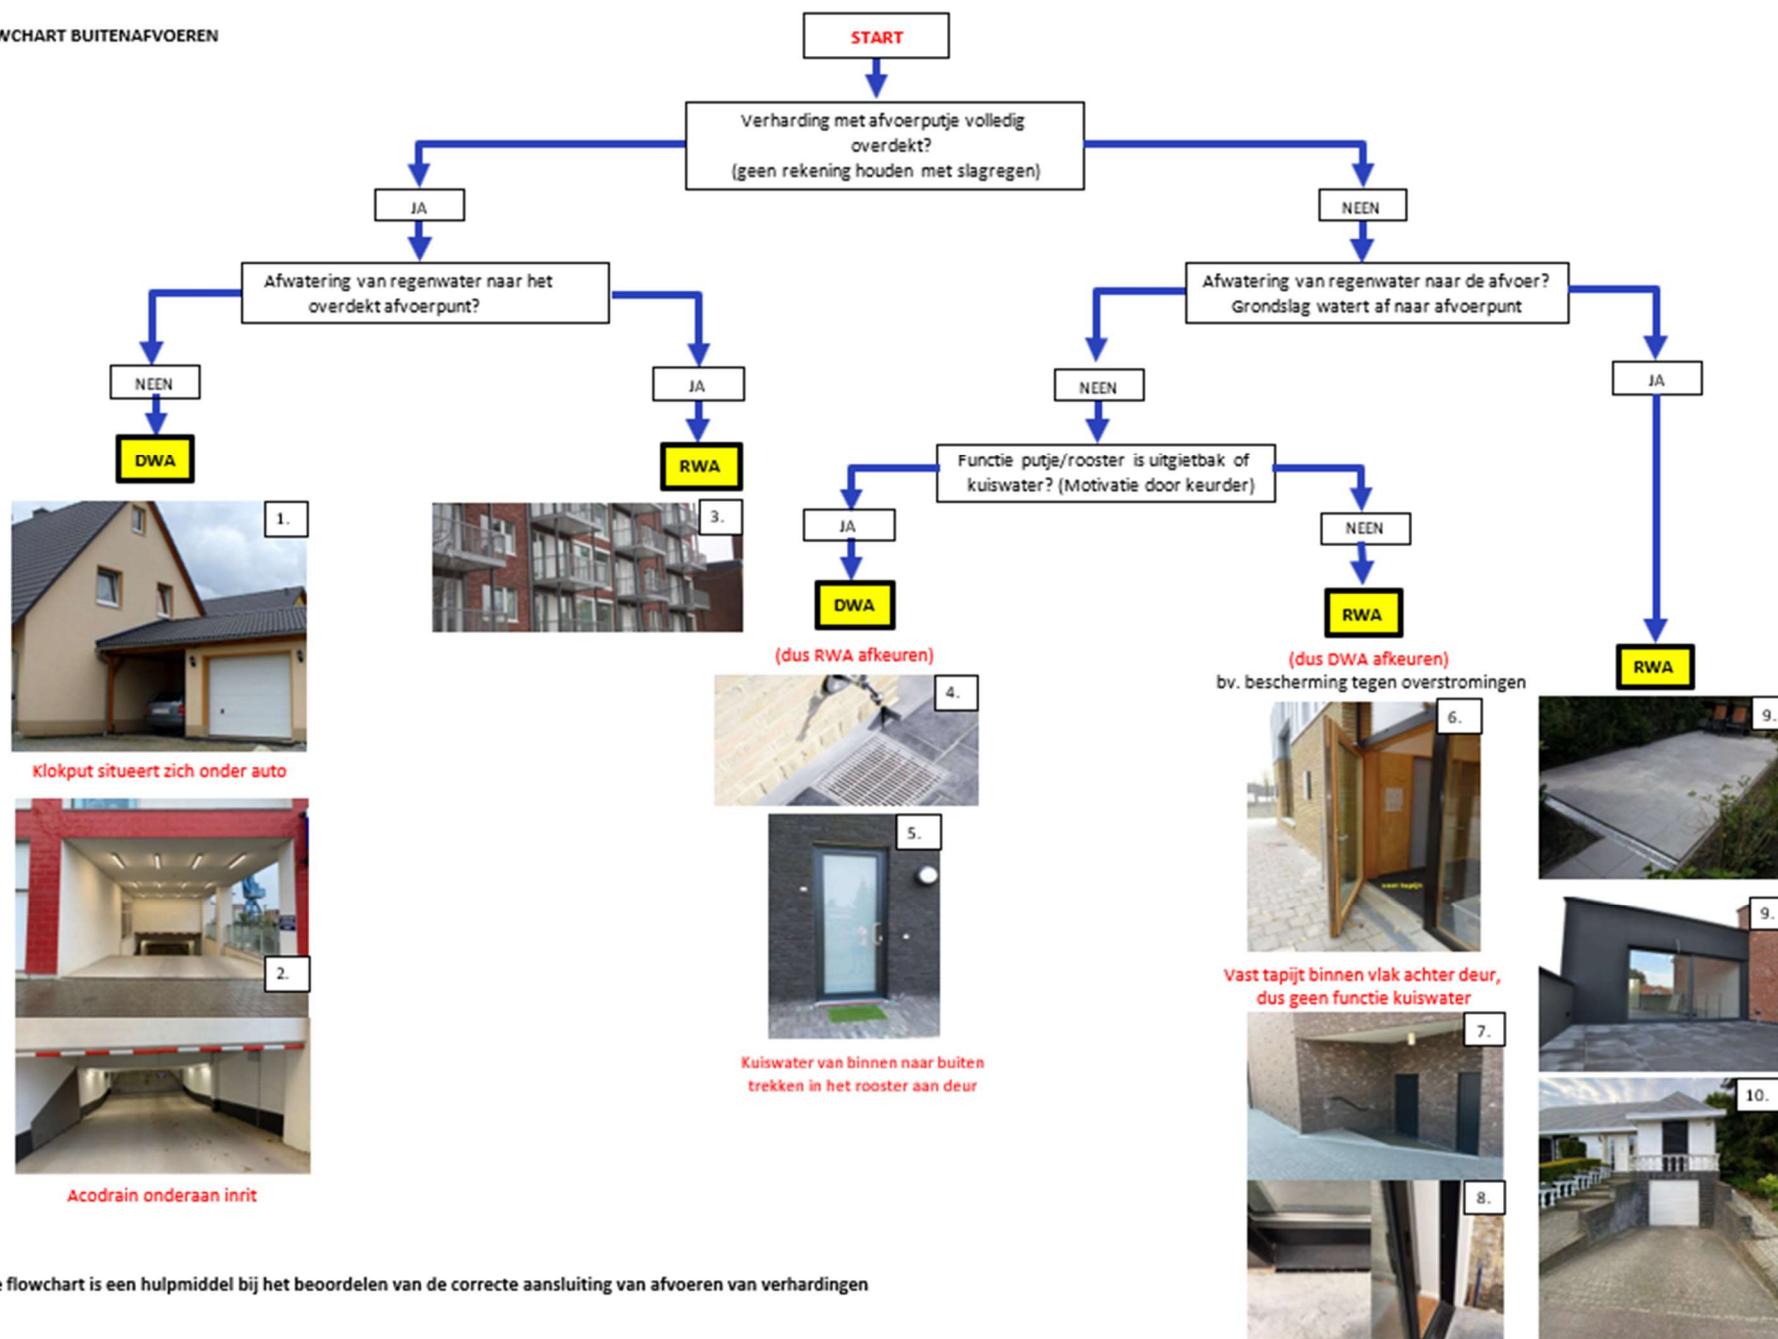 WCHART BUITENAFVOEREN
START
Verharding met afvoerputje volledig
overdekt?
(geen rekening houden met slagregen)
JA
NEEN
Afwatering van regenwater naar het
overdekt afvoerpunt?
Afwatering van regenwater naar de afvoer?
Grondslag watert af naar afvoerpunt
NEEN
JA
NEEN
JA
DWA
RWA
Functie putje/rooster is uitgietbak of
kuiswater? (Motivatie door keurder)
JA
NEEN
DWA
RWA
RWA
(dus RWA afkeuren)
(dus DWA afkeuren)
bv. bescherming tegen overstromingen
1.
Klokput situeert zich onder auto
2.
Acodrain onderaan inrit
3.
4.
5.
Kuiswater van binnen naar buiten
trekken in het rooster aan deur
6.
vast tapijt
Vast tapijt binnen vlak achter deur,
dus geen functie kuiswater
7.
8.
9.
9.
10.
e flowchart is een hulpmiddel bij het beoordelen van de correcte aansluiting van afvoeren van verhardingen